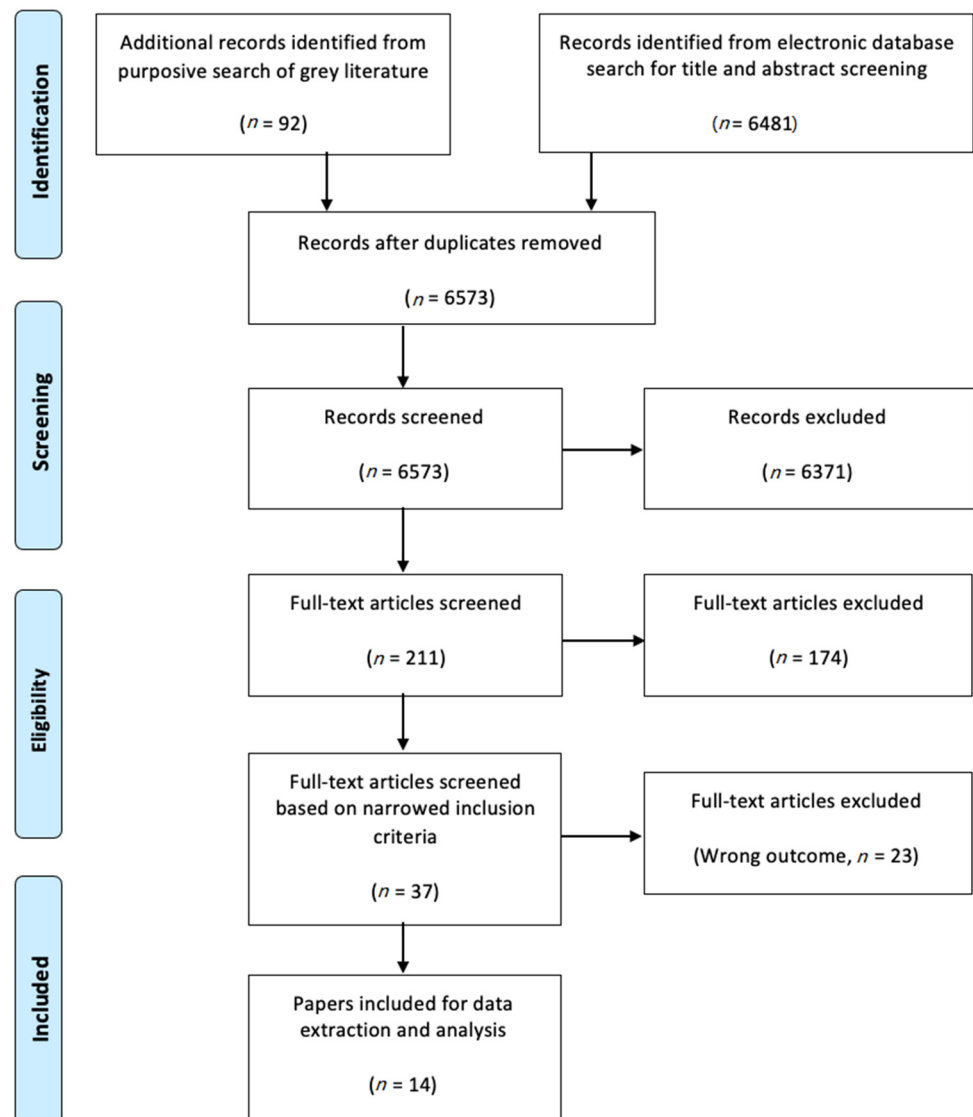 Identification
Additional records identified from
purposive search of grey literature
(n = 92)
Records identified from electronic database
search for title and abstract screening
(n = 6481)
Records after duplicates removed
(n = 6573)
Screening
Records screened
(n = 6573)
Records excluded
(n = 6371)
Eligibility
Full-text articles screened
(n = 211)
Full-text articles excluded
(n = 174)
Full-text articles screened
based on narrowed inclusion
criteria
(n = 37)
Full-text articles excluded
(Wrong outcome, n = 23)
Included
Papers included for data
extraction and analysis
(n = 14)